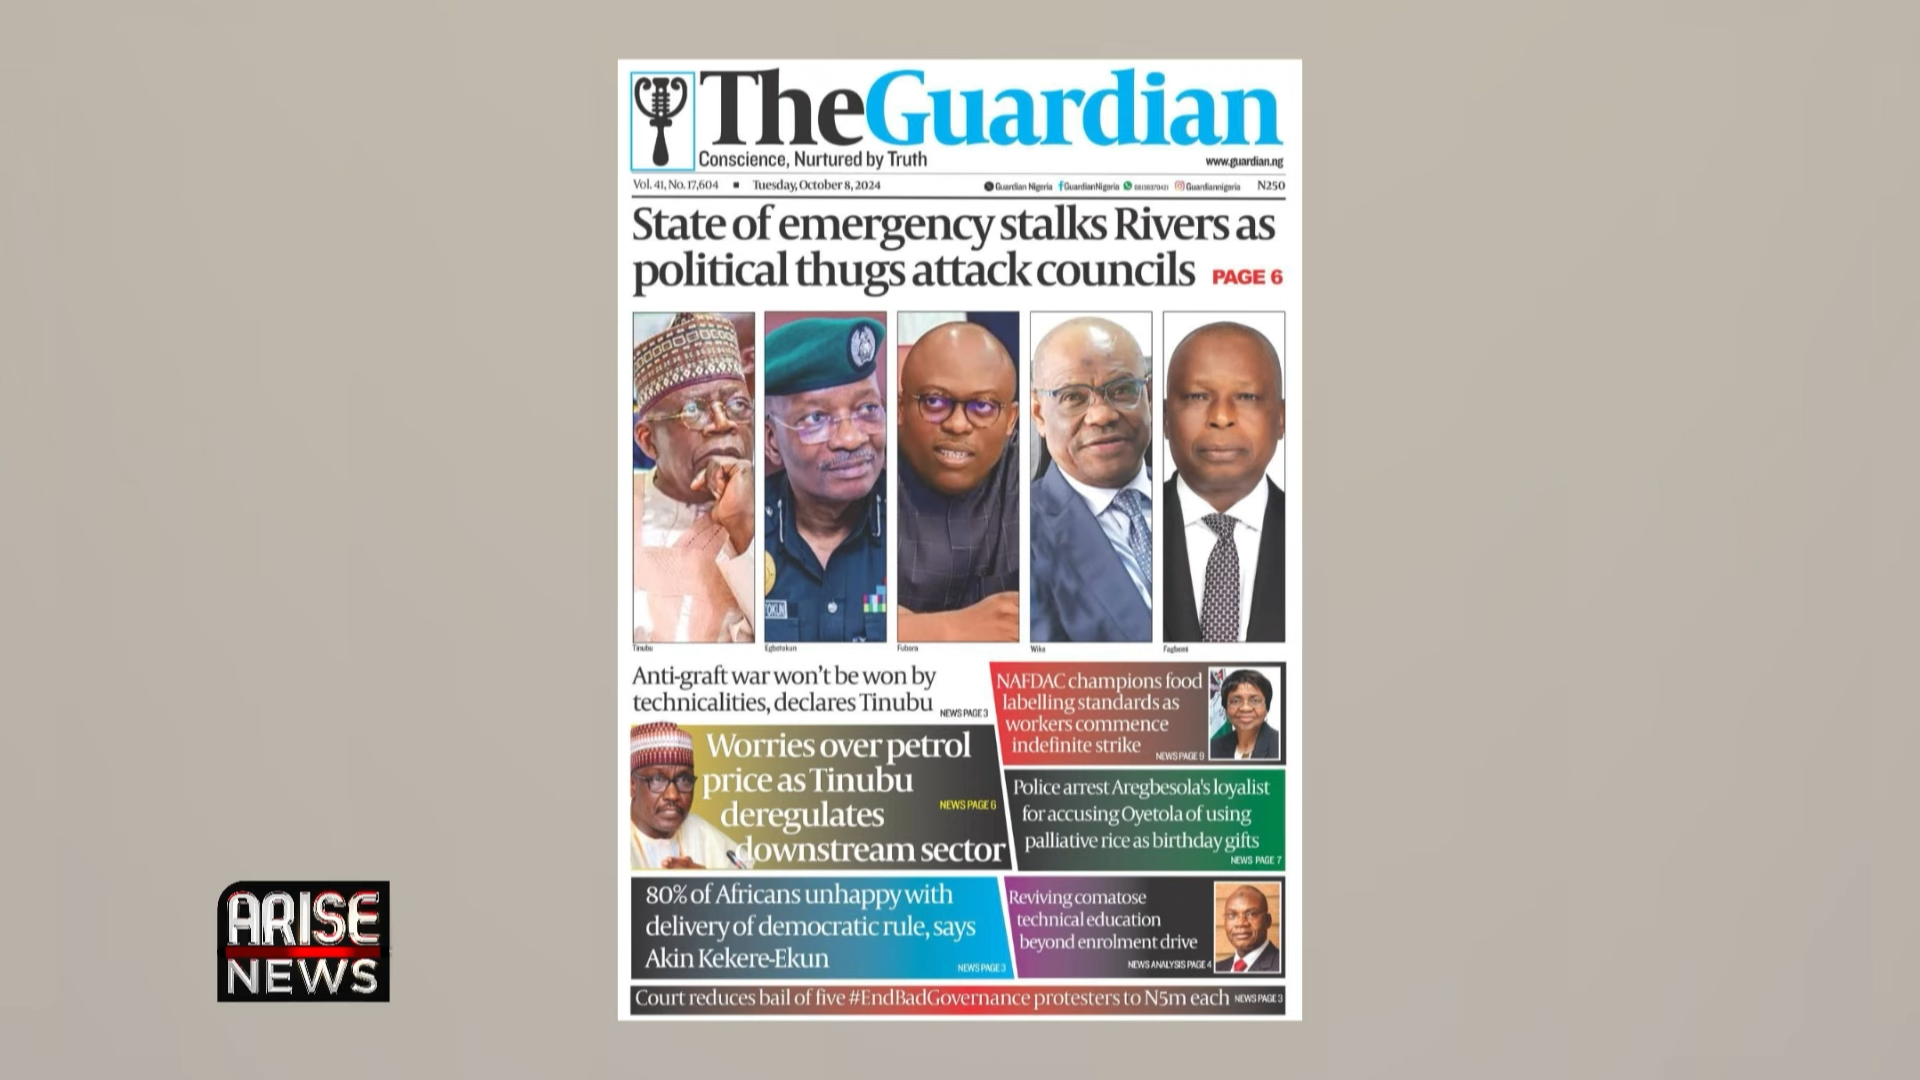 TheGuardian
Conscience, Nurtured by Truth
www.guardian.ng
Vol. 41, No. 17,604 ■ Tuesday, October 8, 2024
Guardian Nigeria GuardianNigeria Guardiannigeria N250
State of emergency stalks Rivers as
political thugs attack councils PAGE 6
Tinubu
Egbetokun
Fubara
Wike
Fagbemi
Anti-graft war won't be won by
technicalities, declares Tinubu NEWS PAGE 3
NAFDAC champions food
labelling standards as
workers commence
indefinite strike NEWS PAGE 9
Worries over petrol
price as Tinubu
deregulates
downstream sector
NEWS PAGE 6
Police arrest Aregbesola's loyalist
for accusing Oyetola of using
palliative rice as birthday gifts
NEWS PAGE 7
80% of Africans unhappy with
delivery of democratic rule, says
Akin Kekere-Ekun
NEWS PAGE 3
Reviving comatose
technical education
beyond enrolment drive
NEWS ANALYSIS PAGE 4
Court reduces bail of five #EndBadGovernance protesters to N5m each NEWS PAGE 3
ARISE
NEWS